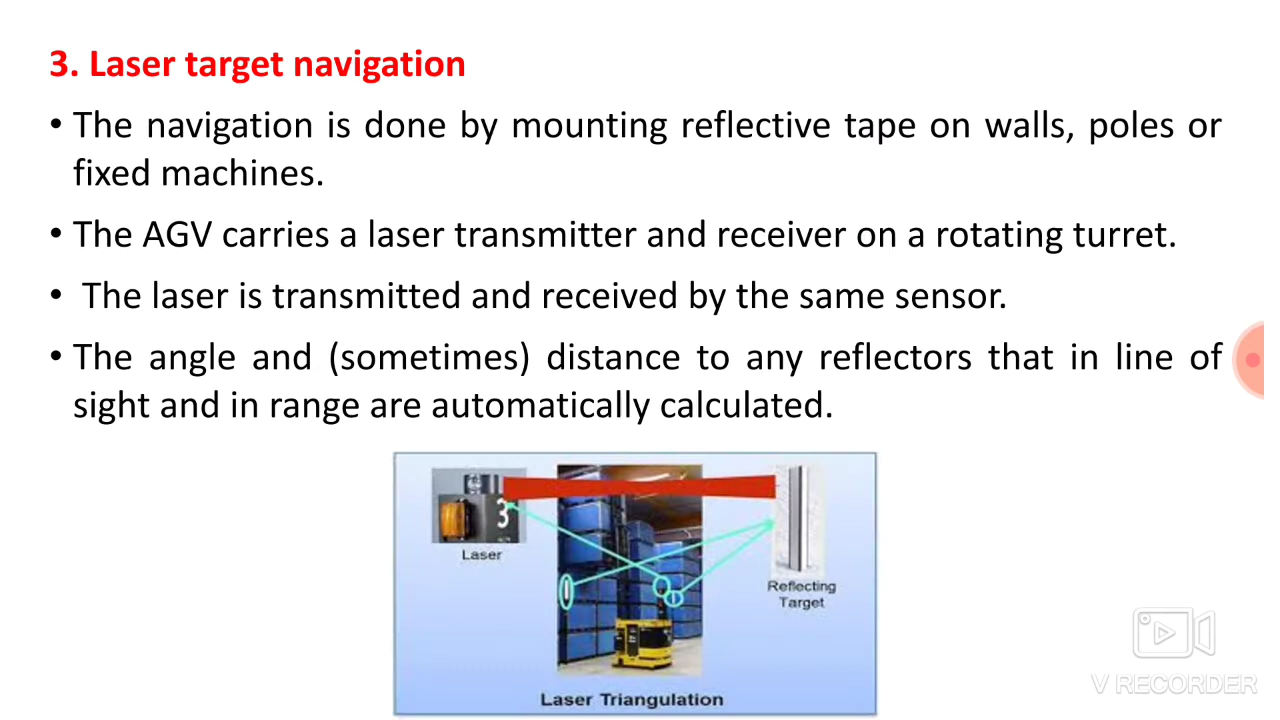 3. Laser target navigation
• The navigation is done by mounting reflective tape on walls, poles or
fixed machines.
• The AGV carries a laser transmitter and receiver on a rotating turret.
• The laser is transmitted and received by the same sensor.
• The angle and (sometimes) distance to any reflectors that in line of
sight and in range are automatically calculated.
3
Laser
Reflecting
Target
Laser Triangulation
V RECORDER